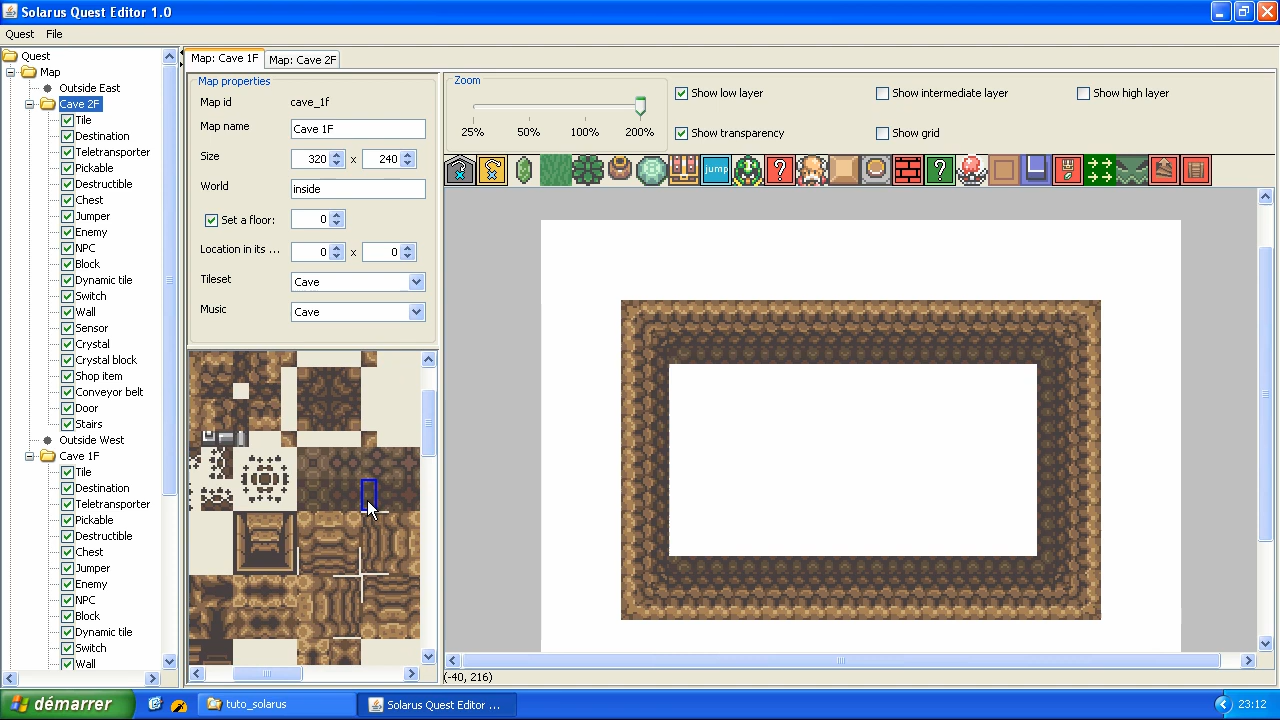 Solarus Quest Editor 1.0
Quest File
Quest
Map
Outside East
Cave 2F
Tile
Destination
Teletransporter
Pickable
Destructible
Chest
Jumper
Enemy
NPC
Block
Dynamic tile
Switch
Wall
Sensor
Crystal
Crystal block
Shop item
Conveyor belt
Door
Stairs
Outside West
Cave 1F
Tile
Destination
Teletransporter
Pickable
Destructible
Chest
Jumper
Enemy
NPC
Block
Dynamic tile
Switch
Wall
Map: Cave 1F Map: Cave 2F
Map properties
Map id cave_1f
Map name Cave 1F
Size 320 x 240
World inside
Set a floor: 0
Location in its ... 0 x 0
Tileset Cave
Music Cave
Zoom
25% 50% 100% 200%
Show low layer Show intermediate layer Show high layer
Show transparency Show grid
jump ? ?
(-40, 216)
démarrer tuto_solarus Solarus Quest Editor ... 23:12